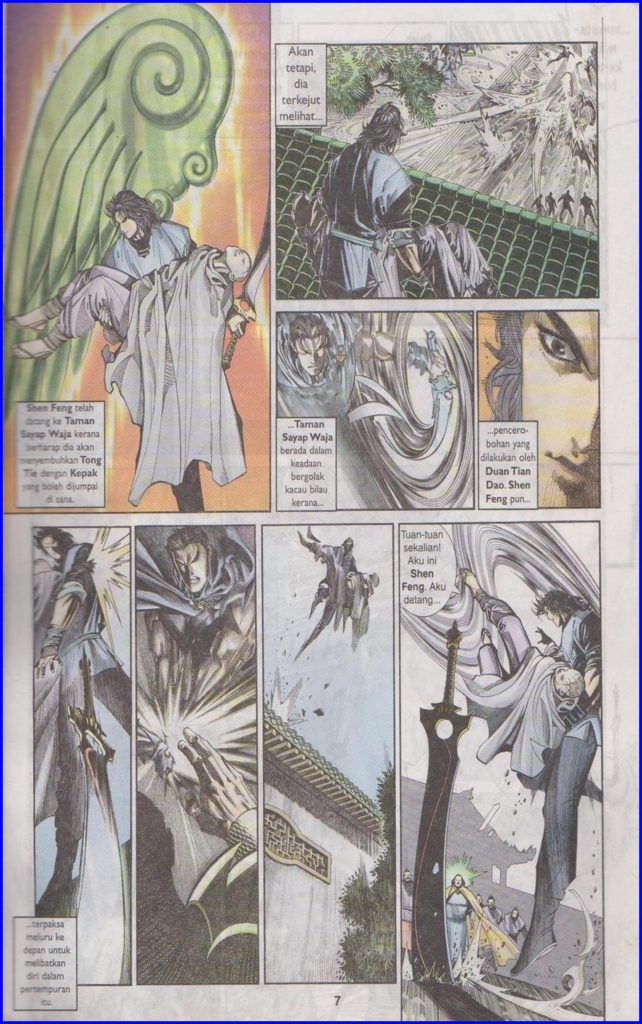 Shen Feng telah
datang ke Taman
Sayap Waja kerana
berharap dia akan
menyembuhkan Tong
Tie dengan Kepak
yang boleh dijumpai
di sana.
Akan
tetapi,
dia
terkejut
melihat...
...Taman
Sayap Waja
berada dalam
keadaan
bergolak
kacau bilau
kerana...
...pencero-
bohan yang
dilakukan oleh
Duan Tian
Dao. Shen
Feng pun...
...terpaksa
meluru ke
depan untuk
melibatkan
diri dalam
pertempuran
itu.
Tuan-tuan
sekalian!
Aku ini
Shen
Feng. Aku
datang...
7